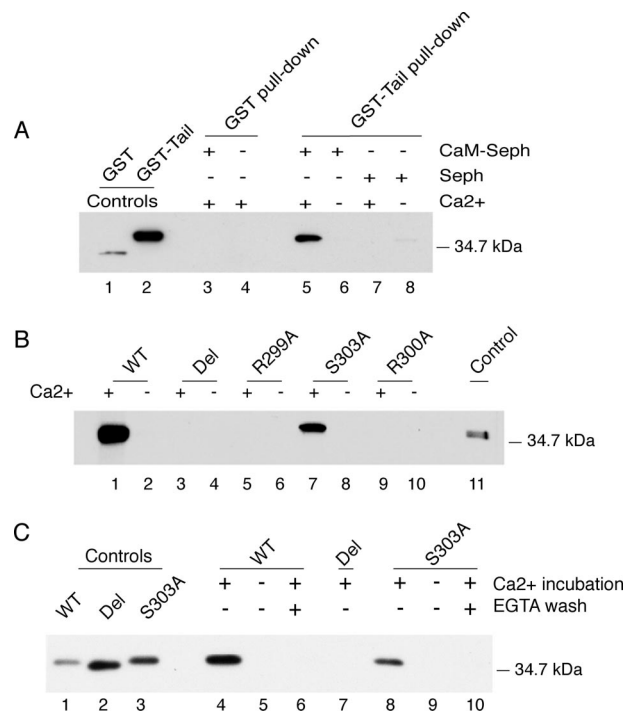 A
GST
GST-Tail
GST pull-down
GST-Tail pull-down
Controls
+ - + + - - CaM-Seph
- - - - + + Seph
+ + + - + - Ca2+
— 34.7 kDa
1 2 3 4 5 6 7 8
B
WT Del R299A S303A R300A Control
Ca2+ + - + - + - + - + -
— 34.7 kDa
1 2 3 4 5 6 7 8 9 10 11
C
Controls WT Del S303A
WT Del S303A
+ - + + + - + Ca2+ incubation
- - + - - - + EGTA wash
— 34.7 kDa
1 2 3 4 5 6 7 8 9 10